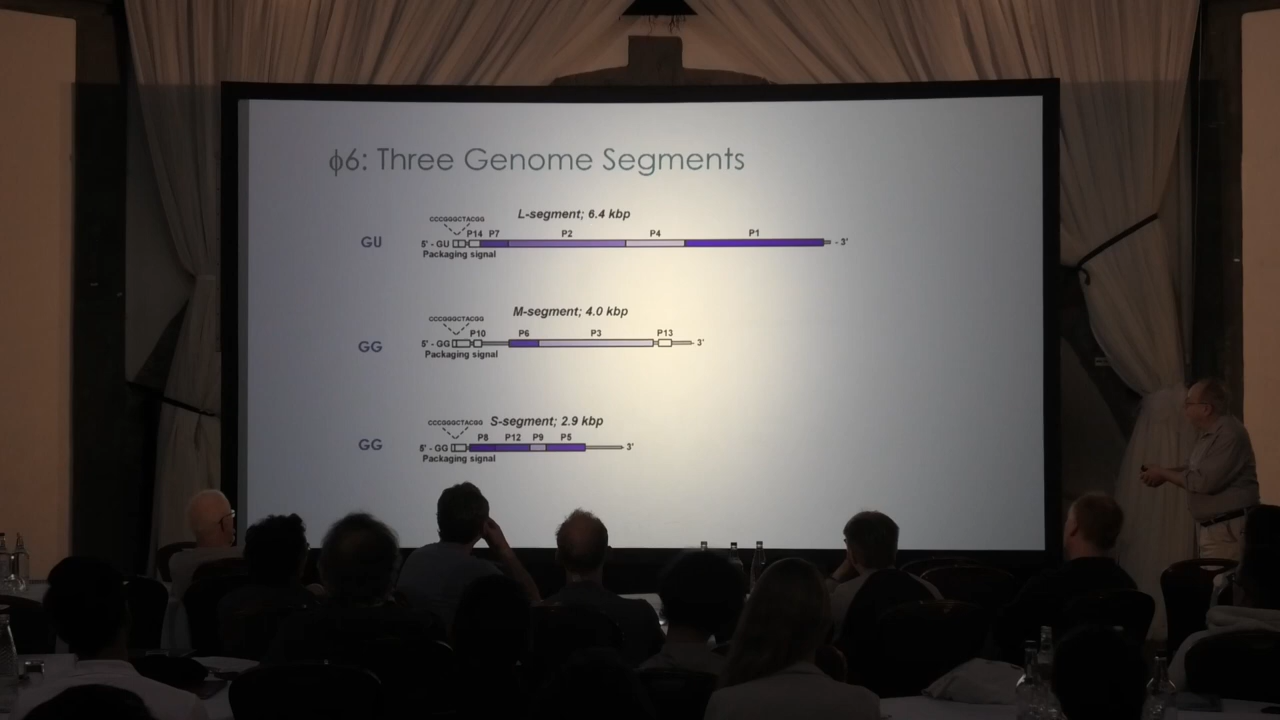 ϕ6: Three Genome Segments
L-segment; 6.4 kbp
CCCGGGCTACGG
P14 P7 P2 P4 P1
GU
5' - GU - 3'
Packaging signal
M-segment; 4.0 kbp
CCCGGGCTACGG
P10 P6 P3 P13
GG
5' - GG - 3'
Packaging signal
S-segment; 2.9 kbp
CCCGGGCTACGG
P8 P12 P9 P5
GG
5' - GG 3'
Packaging signal